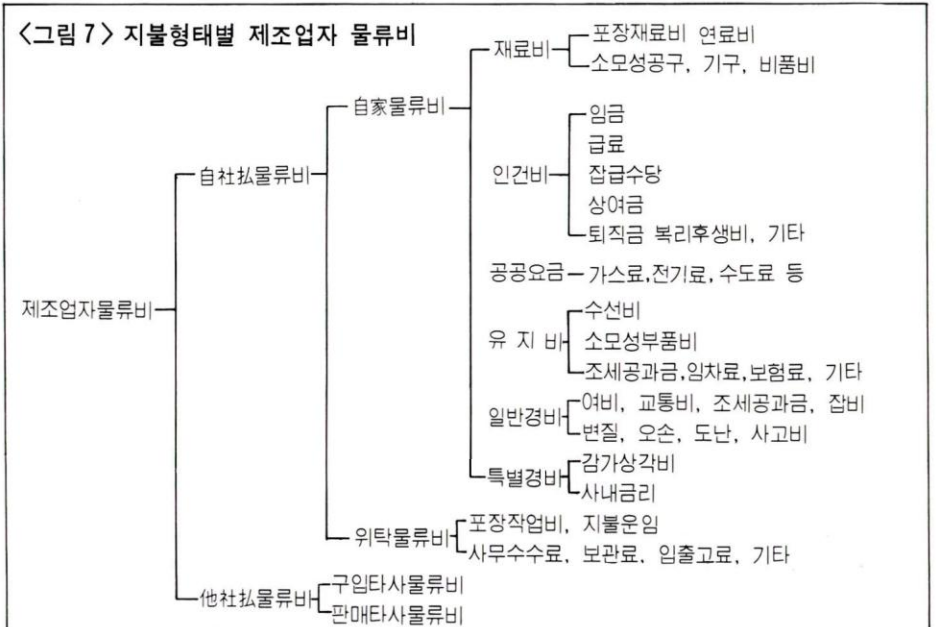 〈그림 7〉 지불형태별 제조업자 물류비
제조업자물류비
自社払물류비
自家물류비
재료비
포장재료비 연료비
소모성공구, 기구, 비품비
인건비
임금
급료
잡급수당
상여금
퇴직금 복리후생비, 기타
공공요금
가스료,전기료, 수도료 등
유 지 비
수선비
소모성부품비
조세공과금,임차료,보험료, 기타
일반경비
여비, 교통비, 조세공과금, 잡비
변질, 오손, 도난, 사고비
특별경비
감가상각비
사내금리
위탁물류비
포장작업비, 지불운임
사무수수료, 보관료, 입출고료, 기타
他社払물류비
구입타사물류비
판매타사물류비